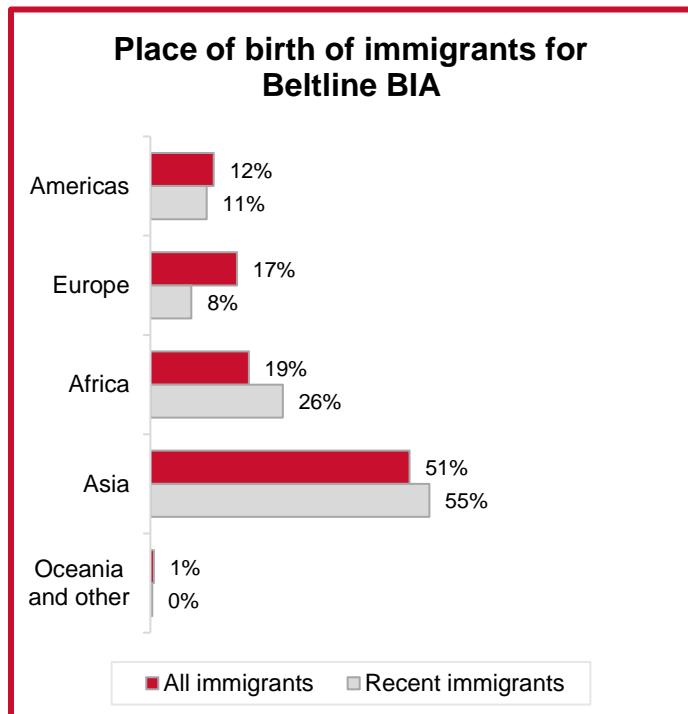 Place of birth of immigrants for
Beltline BIA
Americas
12%
11%
Europe
17%
8%
Africa
19%
26%
Asia
51%
55%
Oceania
and other
1%
0%
All immigrants
Recent immigrants